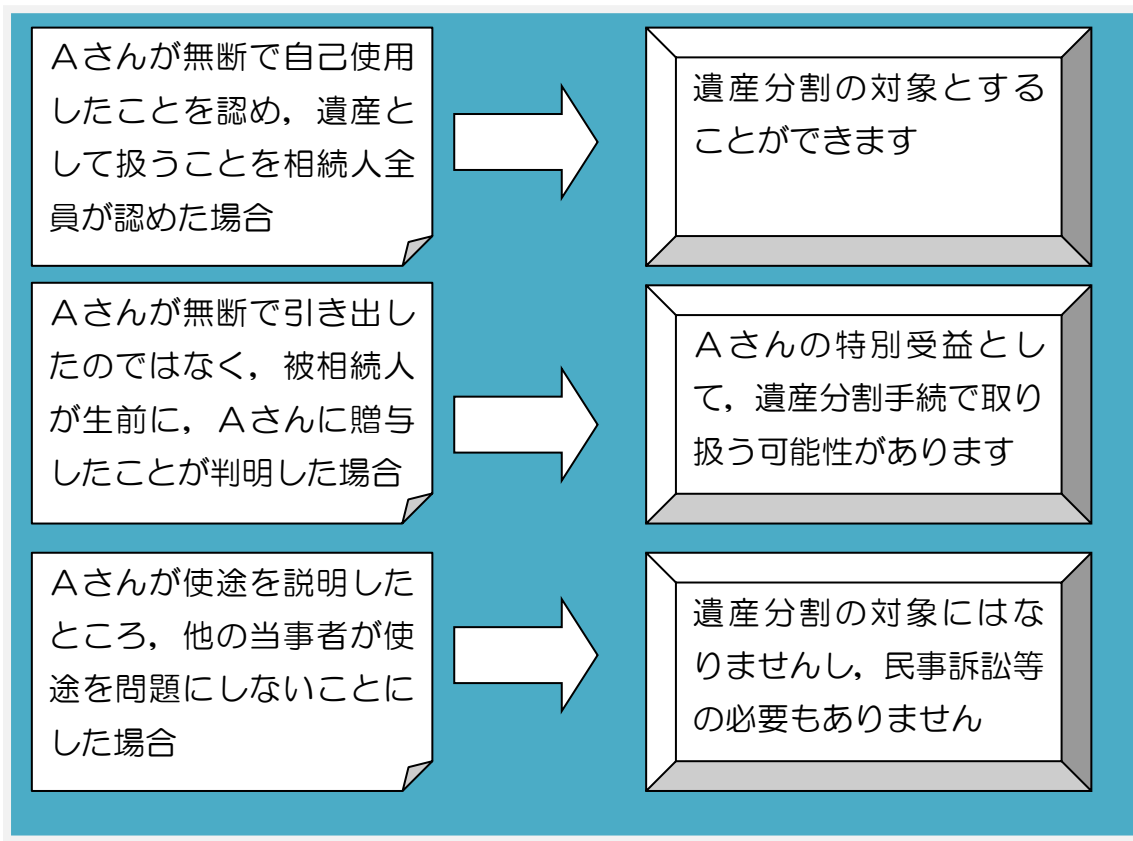 Ａさんが無断で自己使用
したことを認め，遺産と
して扱うことを相続人全
員が認めた場合
遺産分割の対象とする
ことができます
Ａさんが無断で引き出し
たのではなく，被相続人
が生前に，Ａさんに贈与
したことが判明した場合
Ａさんの特別受益とし
て，遺産分割手続で取り
扱う可能性があります
Ａさんが使途を説明した
ところ，他の当事者が使
途を問題にしないことに
した場合
遺産分割の対象にはな
りませんし，民事訴訟等
の必要もありません